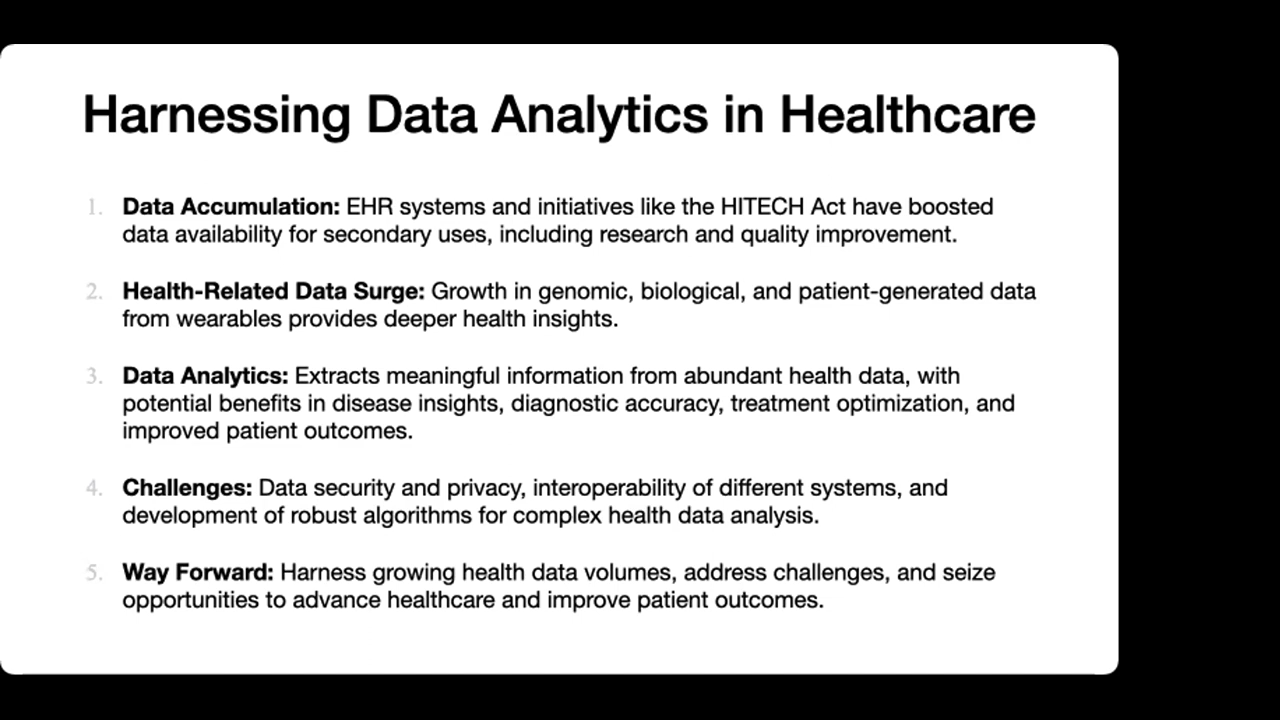 Harnessing Data Analytics in Healthcare
1. Data Accumulation: EHR systems and initiatives like the HITECH Act have boosted
data availability for secondary uses, including research and quality improvement.
2. Health-Related Data Surge: Growth in genomic, biological, and patient-generated data
from wearables provides deeper health insights.
3. Data Analytics: Extracts meaningful information from abundant health data, with
potential benefits in disease insights, diagnostic accuracy, treatment optimization, and
improved patient outcomes.
4. Challenges: Data security and privacy, interoperability of different systems, and
development of robust algorithms for complex health data analysis.
5. Way Forward: Harness growing health data volumes, address challenges, and seize
opportunities to advance healthcare and improve patient outcomes.